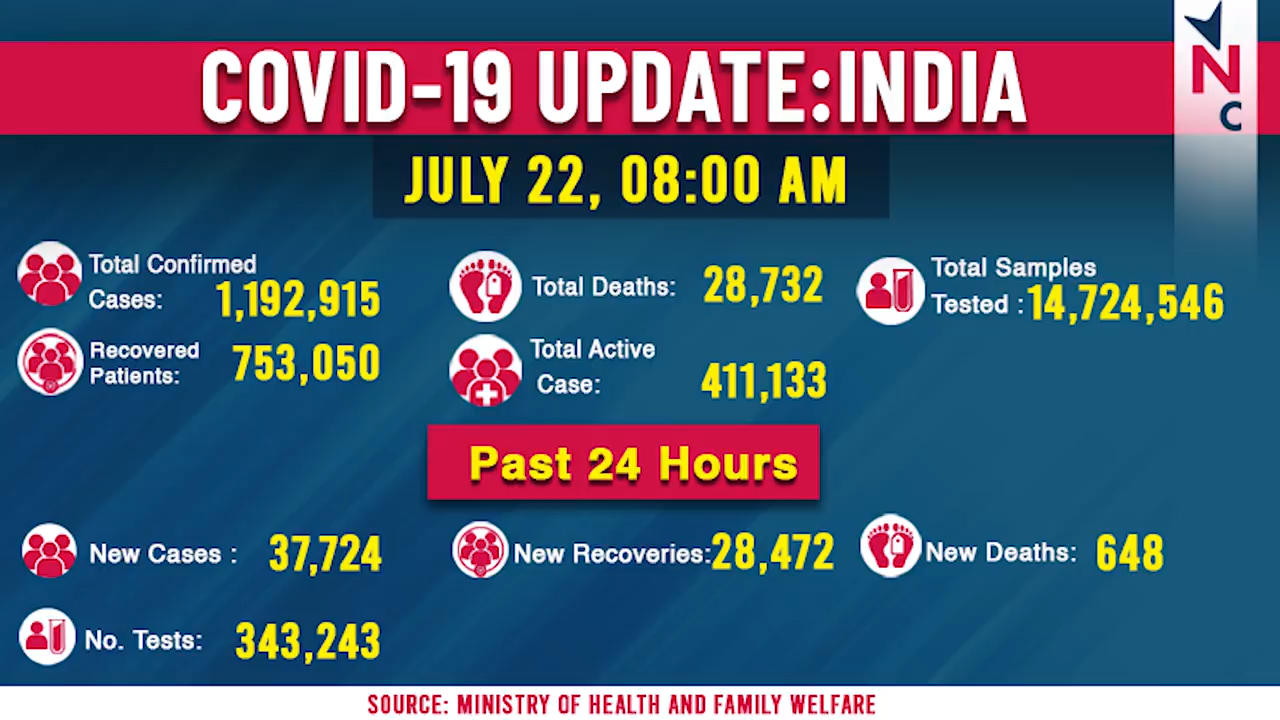 COVID-19 UPDATE:INDIA
N
C
JULY 22, 08:00 AM
Total Confirmed
Cases: 1,192,915
Total Deaths: 28,732
Total Samples
Tested : 14,724,546
Recovered
Patients: 753,050
Total Active
Case: 411,133
Past 24 Hours
New Cases : 37,724
New Recoveries: 28,472
New Deaths: 648
No. Tests: 343,243
SOURCE: MINISTRY OF HEALTH AND FAMILY WELFARE